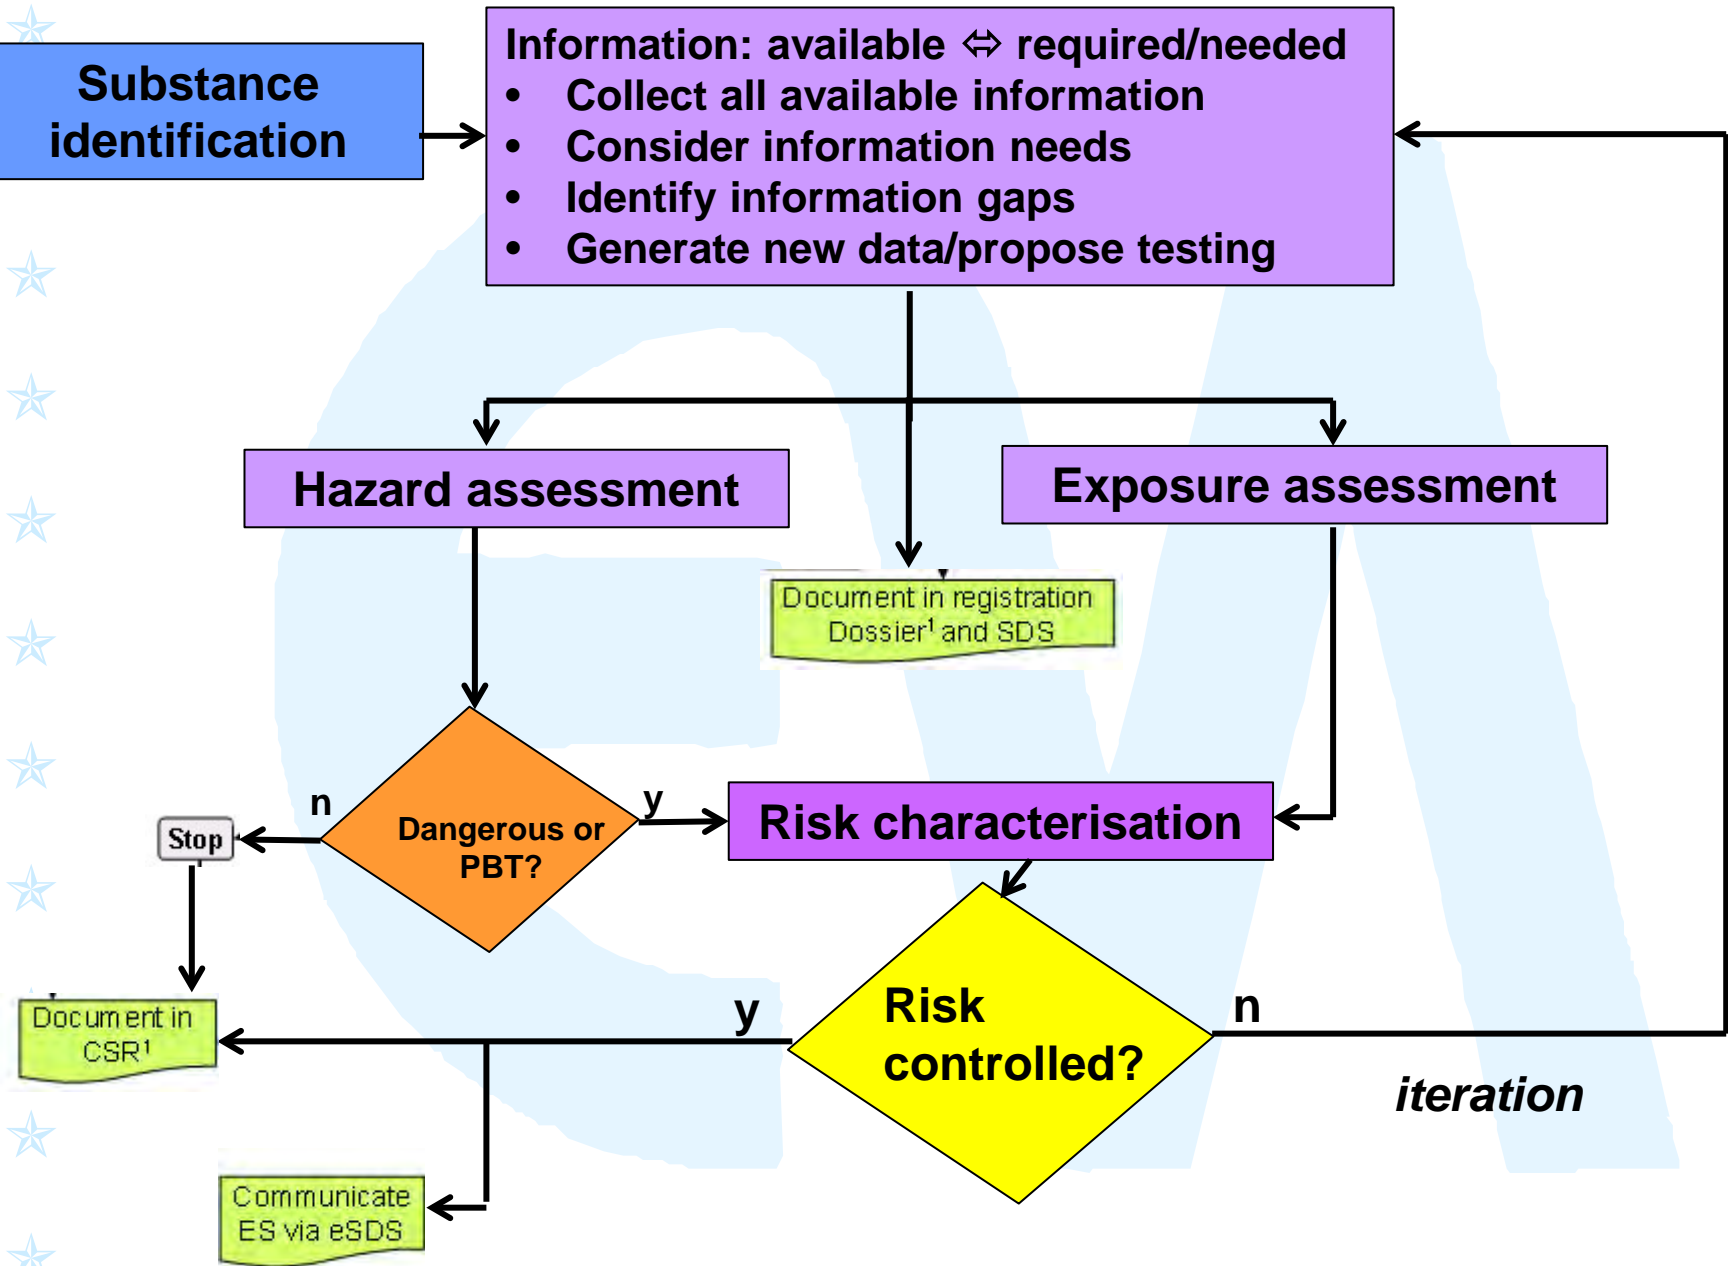 Substance
identification
Information: available ⇔ required/needed
• Collect all available information
• Consider information needs
• Identify information gaps
• Generate new data/propose testing
Hazard assessment
Exposure assessment
Document in registration
Dossier¹ and SDS
n
y
Dangerous or
PBT?
Stop
Risk characterisation
Document in
CSR¹
y
Risk
controlled?
n
iteration
Communicate
ES via eSDS